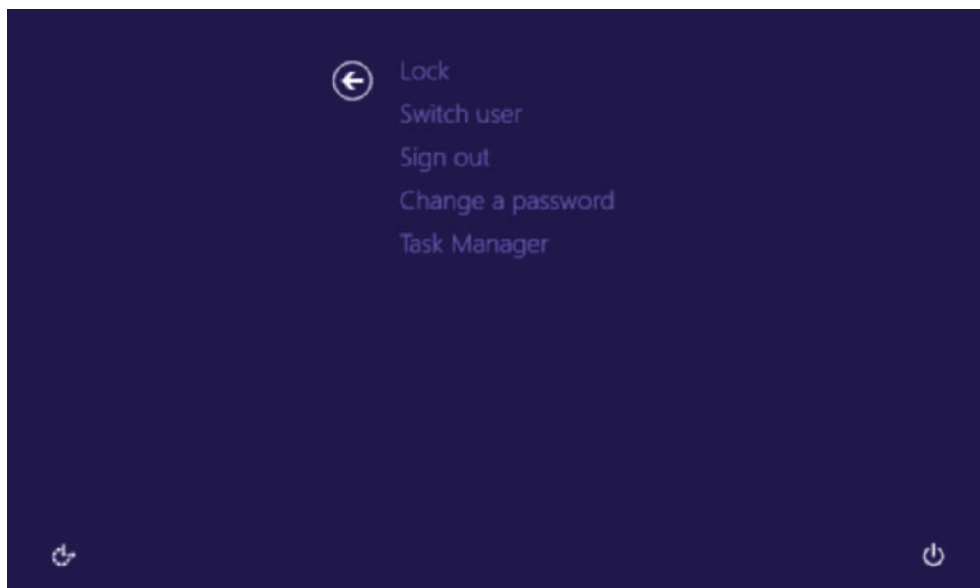 Lock
Switch user
Sign out
Change a password
Task Manager